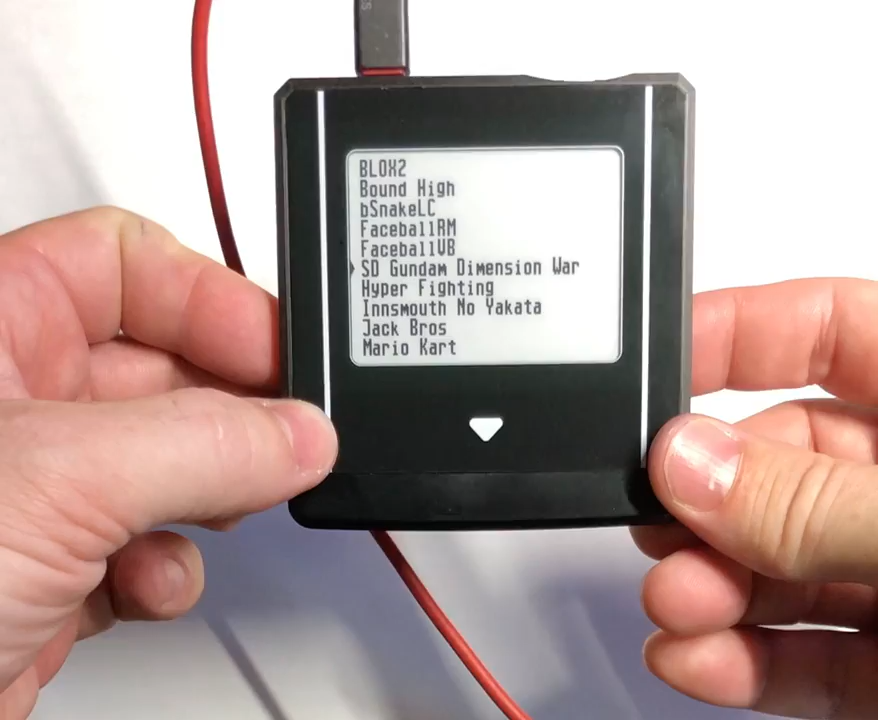 BLOX2
Bound High
bSnakeLC
FaceballRM
FaceballVB
SD Gundam Dimension War
Hyper Fighting
Innsmouth No Yakata
Jack Bros
Mario Kart